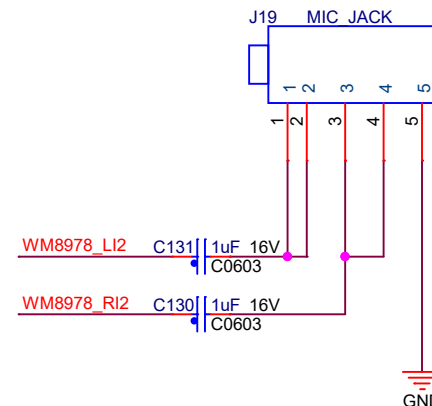 J19 MIC_JACK
1 2 3 4 5
1 2 3 4 5
WM8978_LI2 C131 1uF 16V
C0603
WM8978_RI2 C130 1uF 16V
C0603
GND